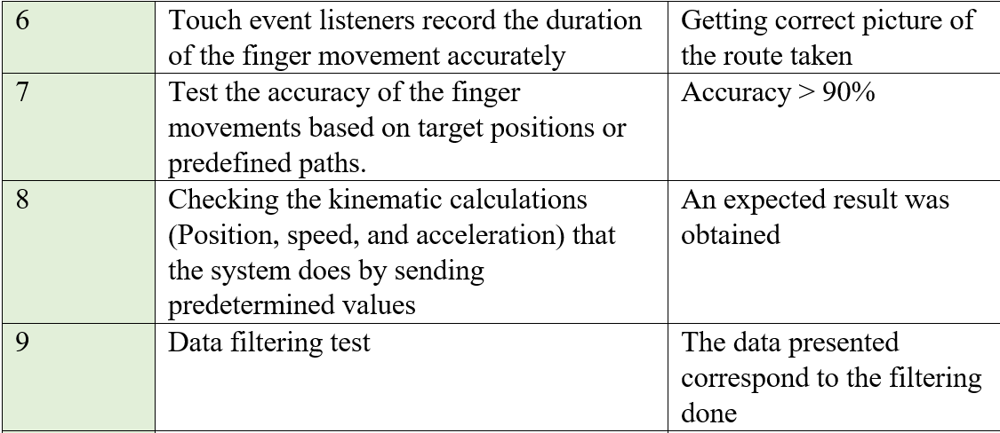 6
Touch event listeners record the duration
of the finger movement accurately
Getting correct picture of
the route taken
7
Test the accuracy of the finger
movements based on target positions or
predefined paths.
Accuracy > 90%
8
Checking the kinematic calculations
(Position, speed, and acceleration) that
the system does by sending
predetermined values
An expected result was
obtained
9
Data filtering test
The data presented
correspond to the filtering
done